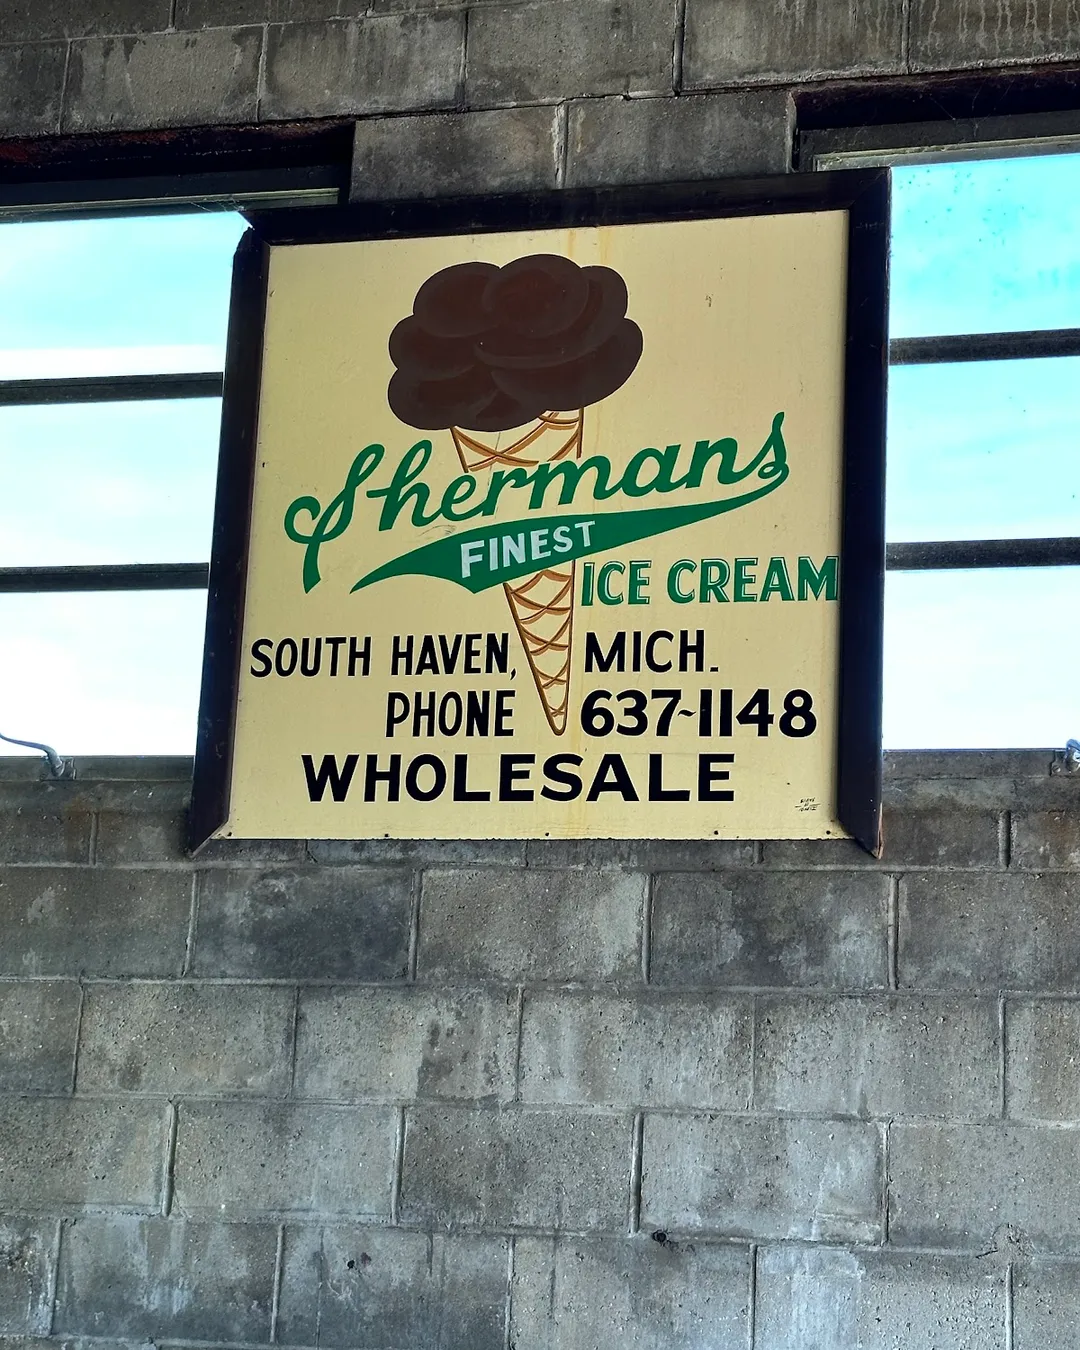 Shermans
FINEST
ICE CREAM
SOUTH HAVEN, MICH.
PHONE 637-1148
WHOLESALE